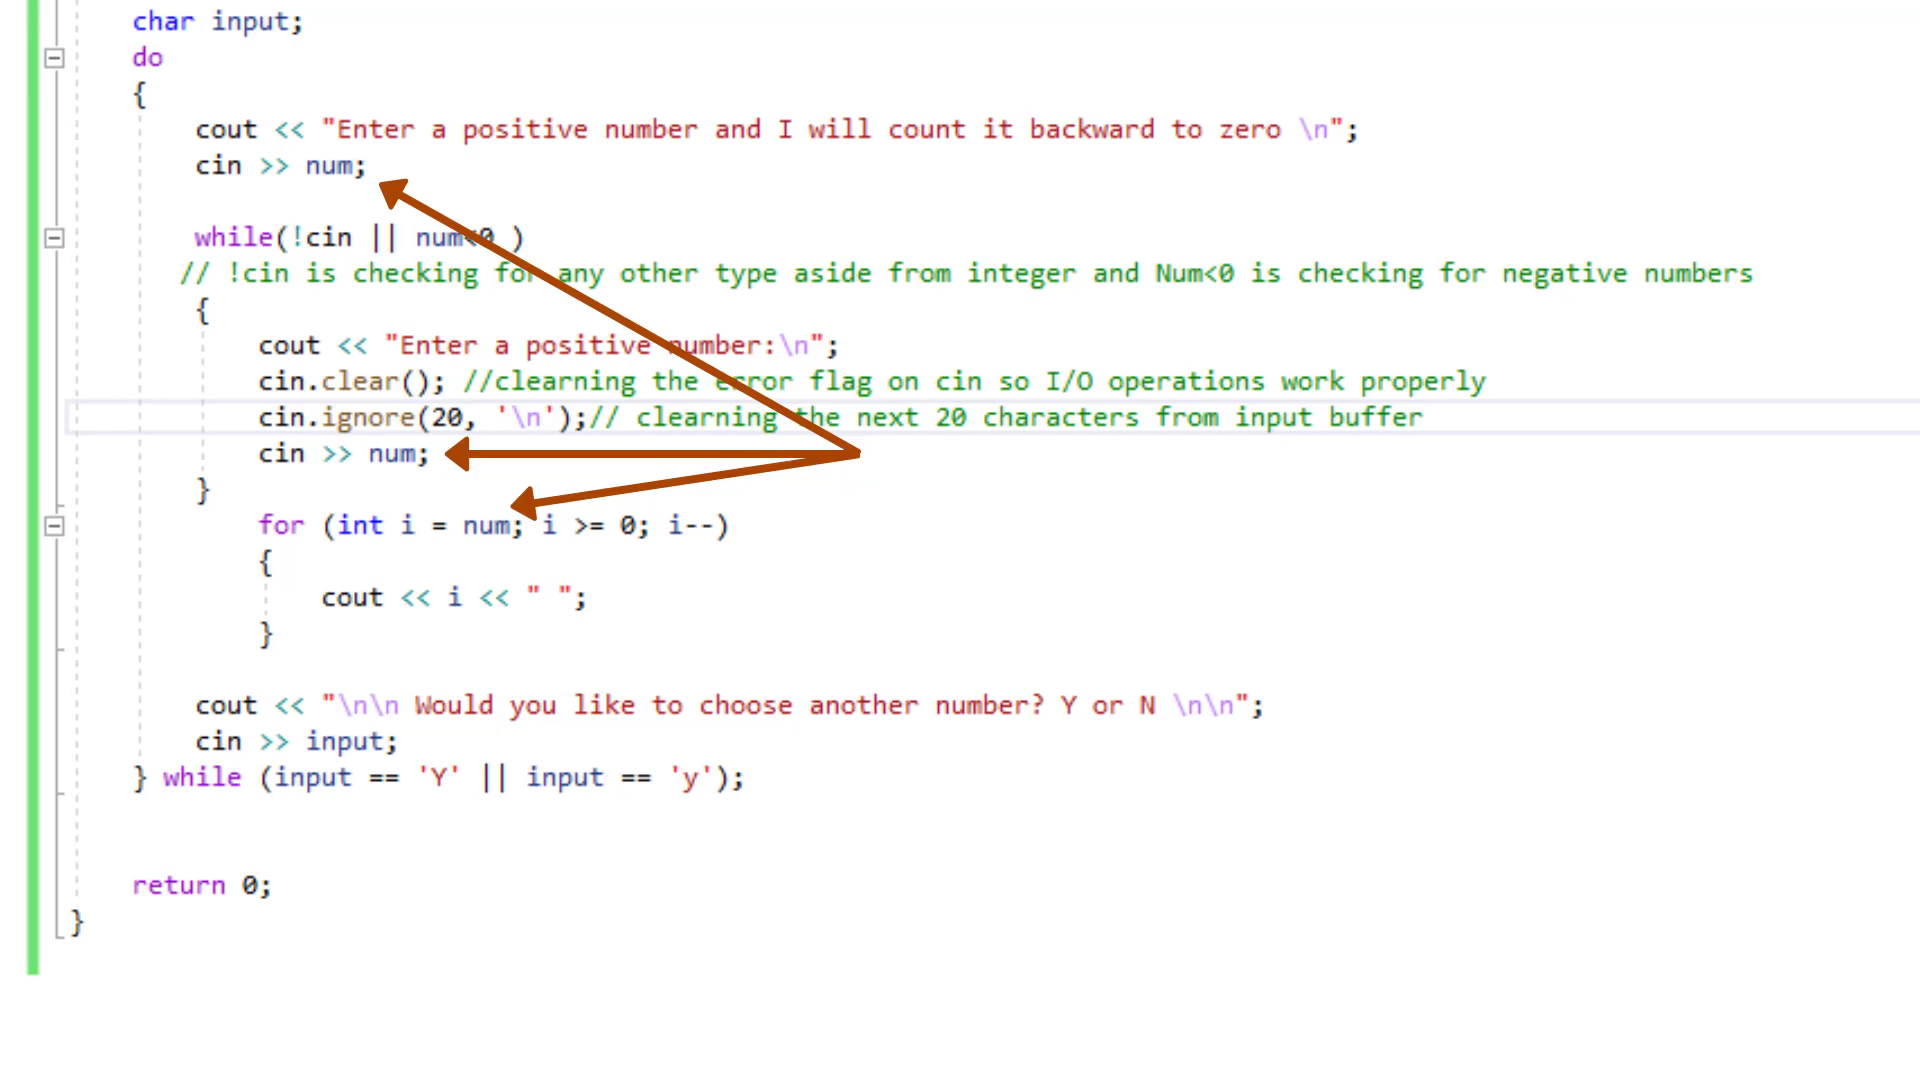 char input;
do
{
cout << "Enter a positive number and I will count it backward to zero \n";
cin >> num;
while(!cin || num<0 )
// !cin is checking for any other type aside from integer and Num<0 is checking for negative numbers
{
cout << "Enter a positive number:\n";
cin.clear(); //clearning the error flag on cin so I/O operations work properly
cin.ignore(20, '\n');// clearning the next 20 characters from input buffer
cin >> num;
}
for (int i = num; i >= 0; i--)
{
cout << i << " ";
}
cout << "\n\n Would you like to choose another number? Y or N \n\n";
cin >> input;
} while (input == 'Y' || input == 'y');
return 0;
}